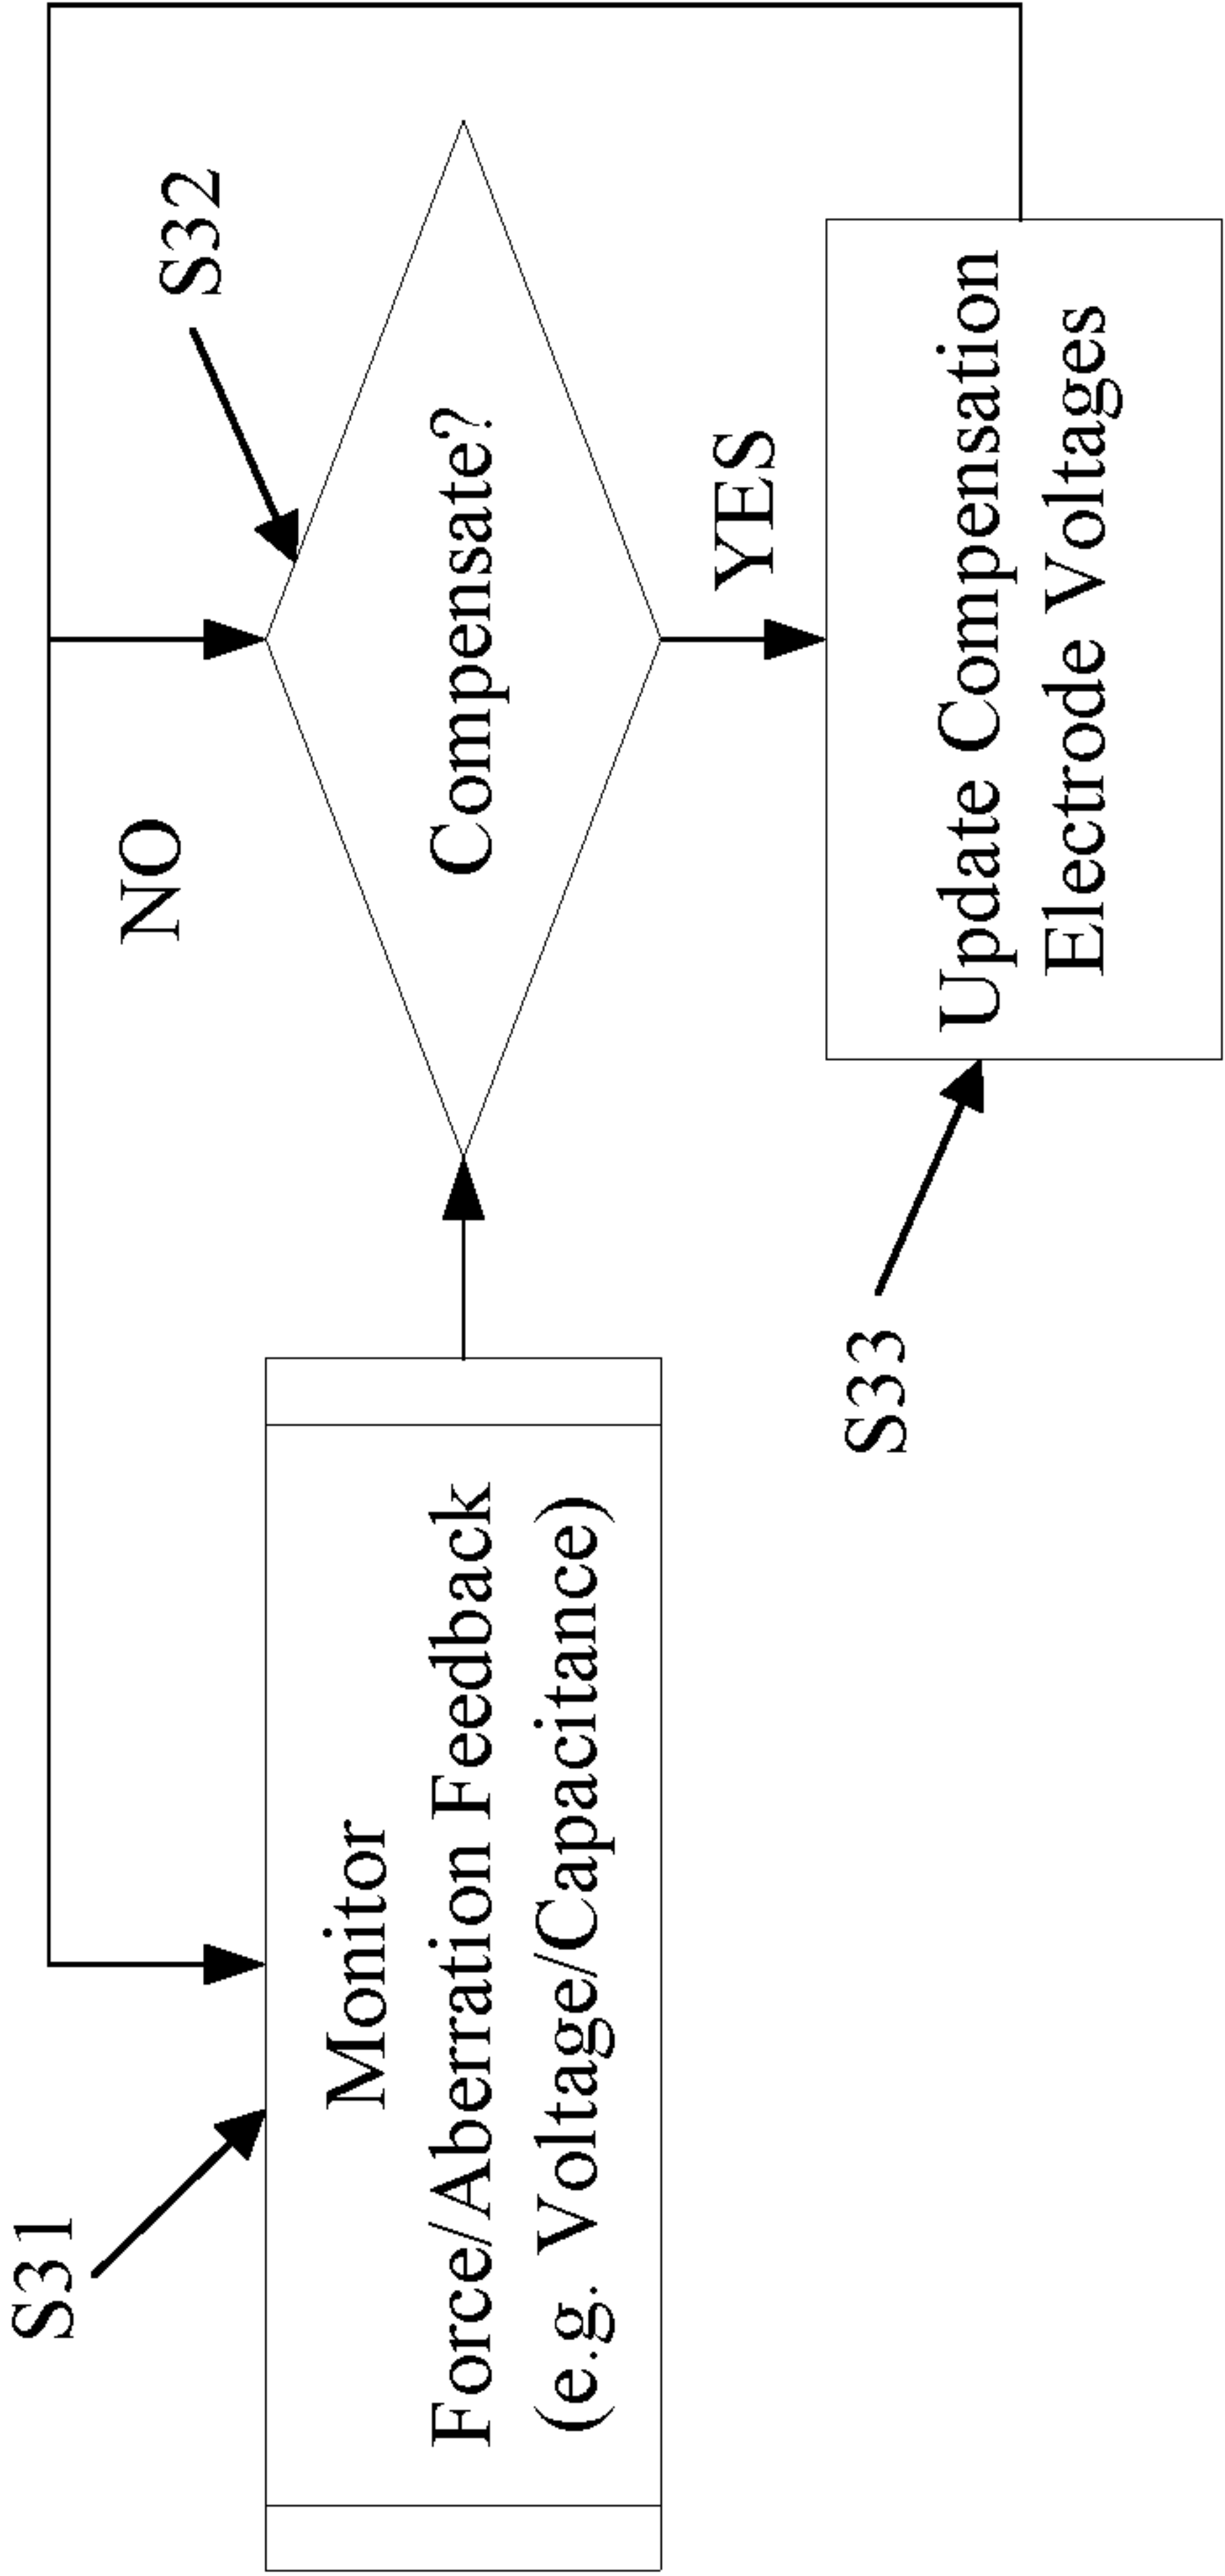 S31
Monitor
Force/Aberration Feedback
(e.g. Voltage/Capacitance)
NO
S32
Compensate?
YES
S33
Update Compensation
Electrode Voltages